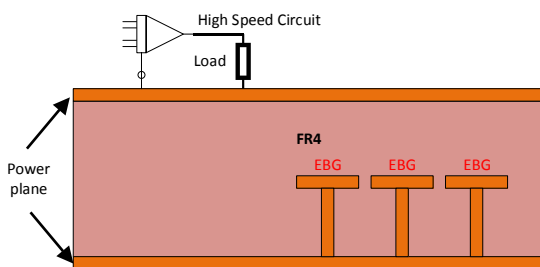 High Speed Circuit
Load
FR4
EBG EBG EBG
Power
plane